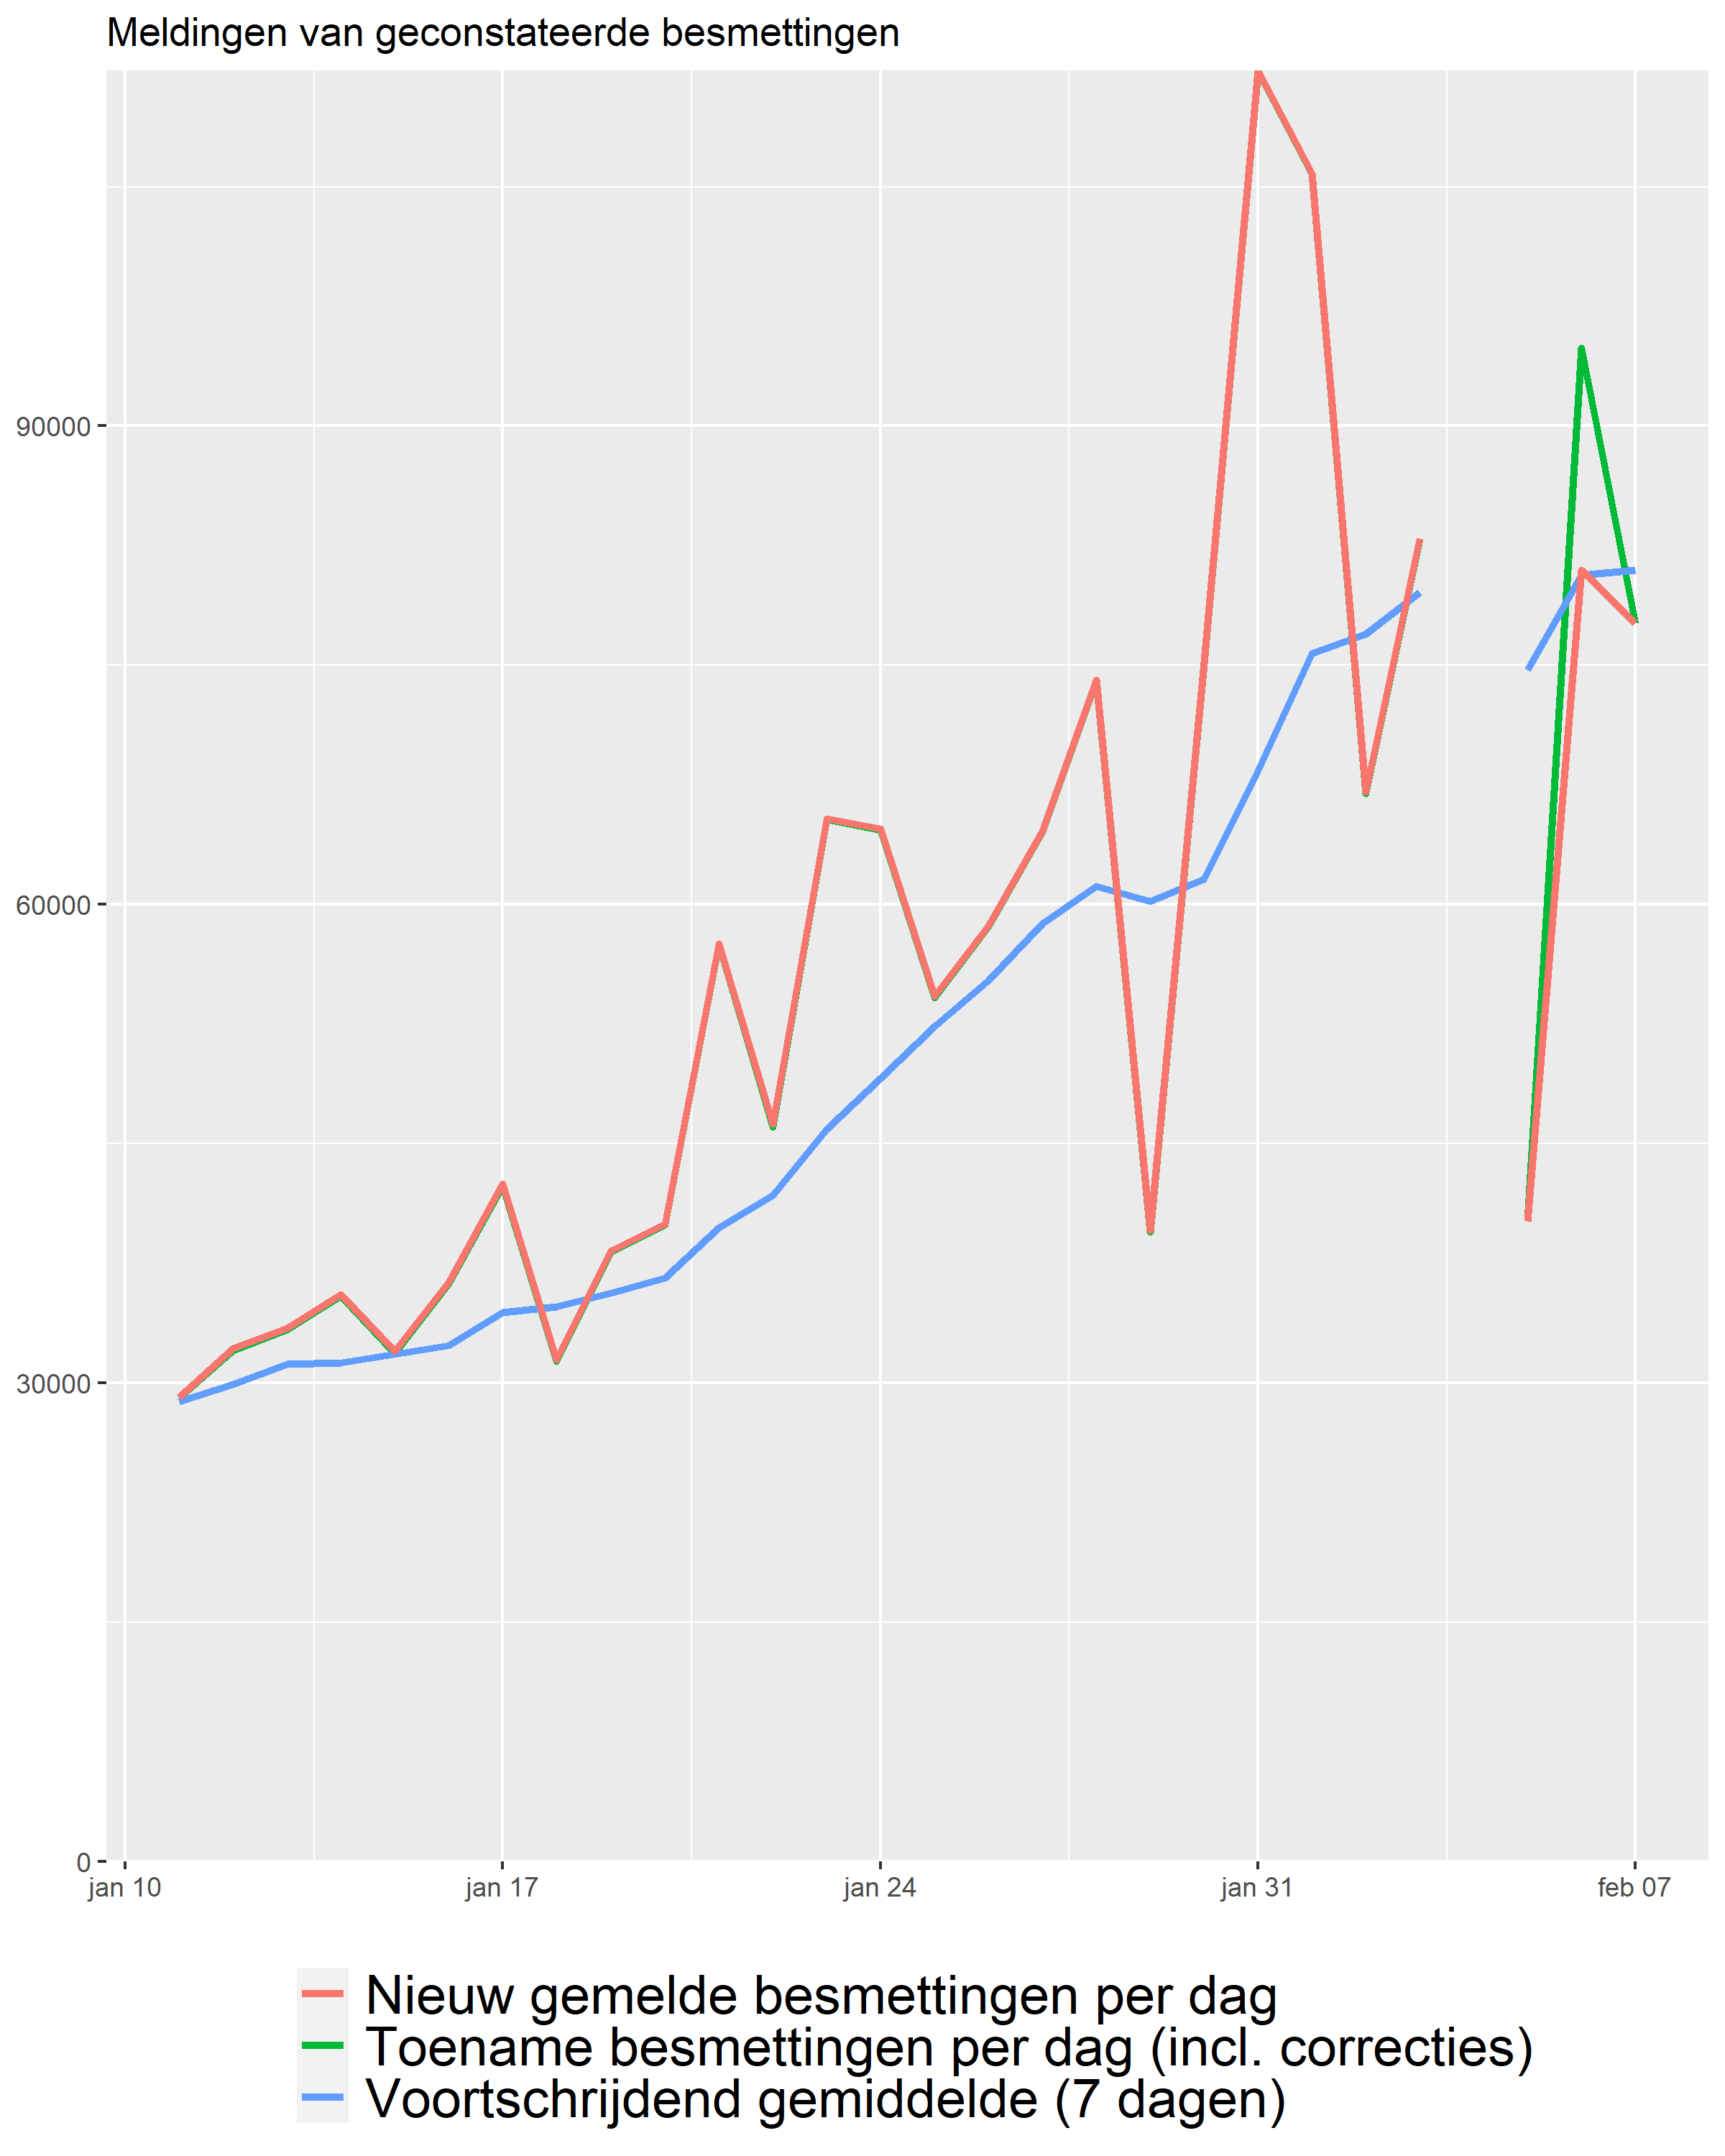 Meldingen van geconstateerde besmettingen
90000
60000
30000
0
jan 10 jan 17 jan 24 jan 31 feb 07
Nieuw gemelde besmettingen per dag
Toename besmettingen per dag (incl. correcties)
Voortschrijdend gemiddelde (7 dagen)